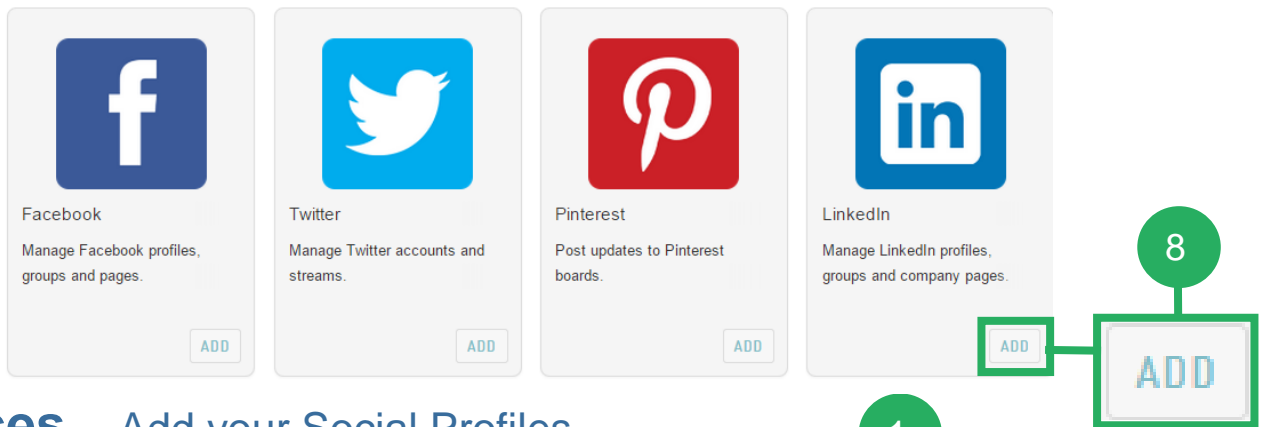 f
in
Facebook
Twitter
Pinterest
LinkedIn
Manage Facebook profiles,
groups and pages.
Manage Twitter accounts and
streams.
Post updates to Pinterest
boards.
Manage LinkedIn profiles,
groups and company pages.
8
ADD
ADD
ADD
ADD
ADD
Add your Social Profiles